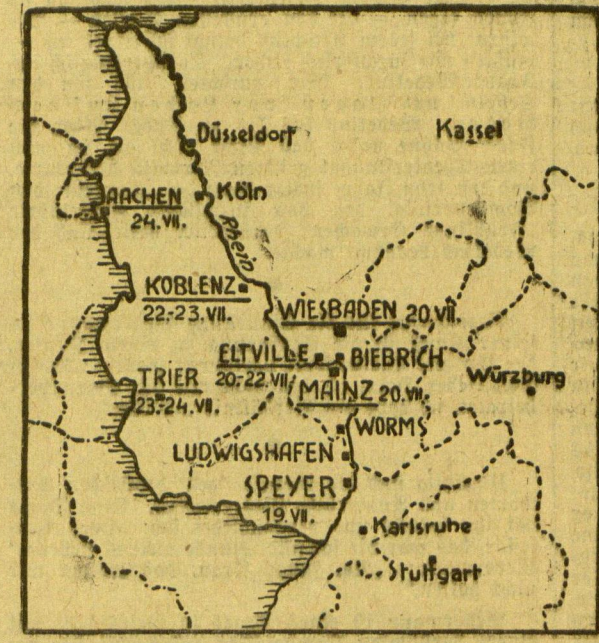 Düsseldorf
Kassel
AACHEN
24.VII.
Köln
Rhein
KOBLENZ
22.-23.VII.
WIESBADEN 20.VII.
ELTVILLE
20.-22.VII.
BIEBRICH
TRIER
23.-24.VII.
MAINZ 20.VII.
Würzburg
WORMS
LUDWIGSHAFEN
SPEYER
19.VII.
Karlsruhe
Stuttgart